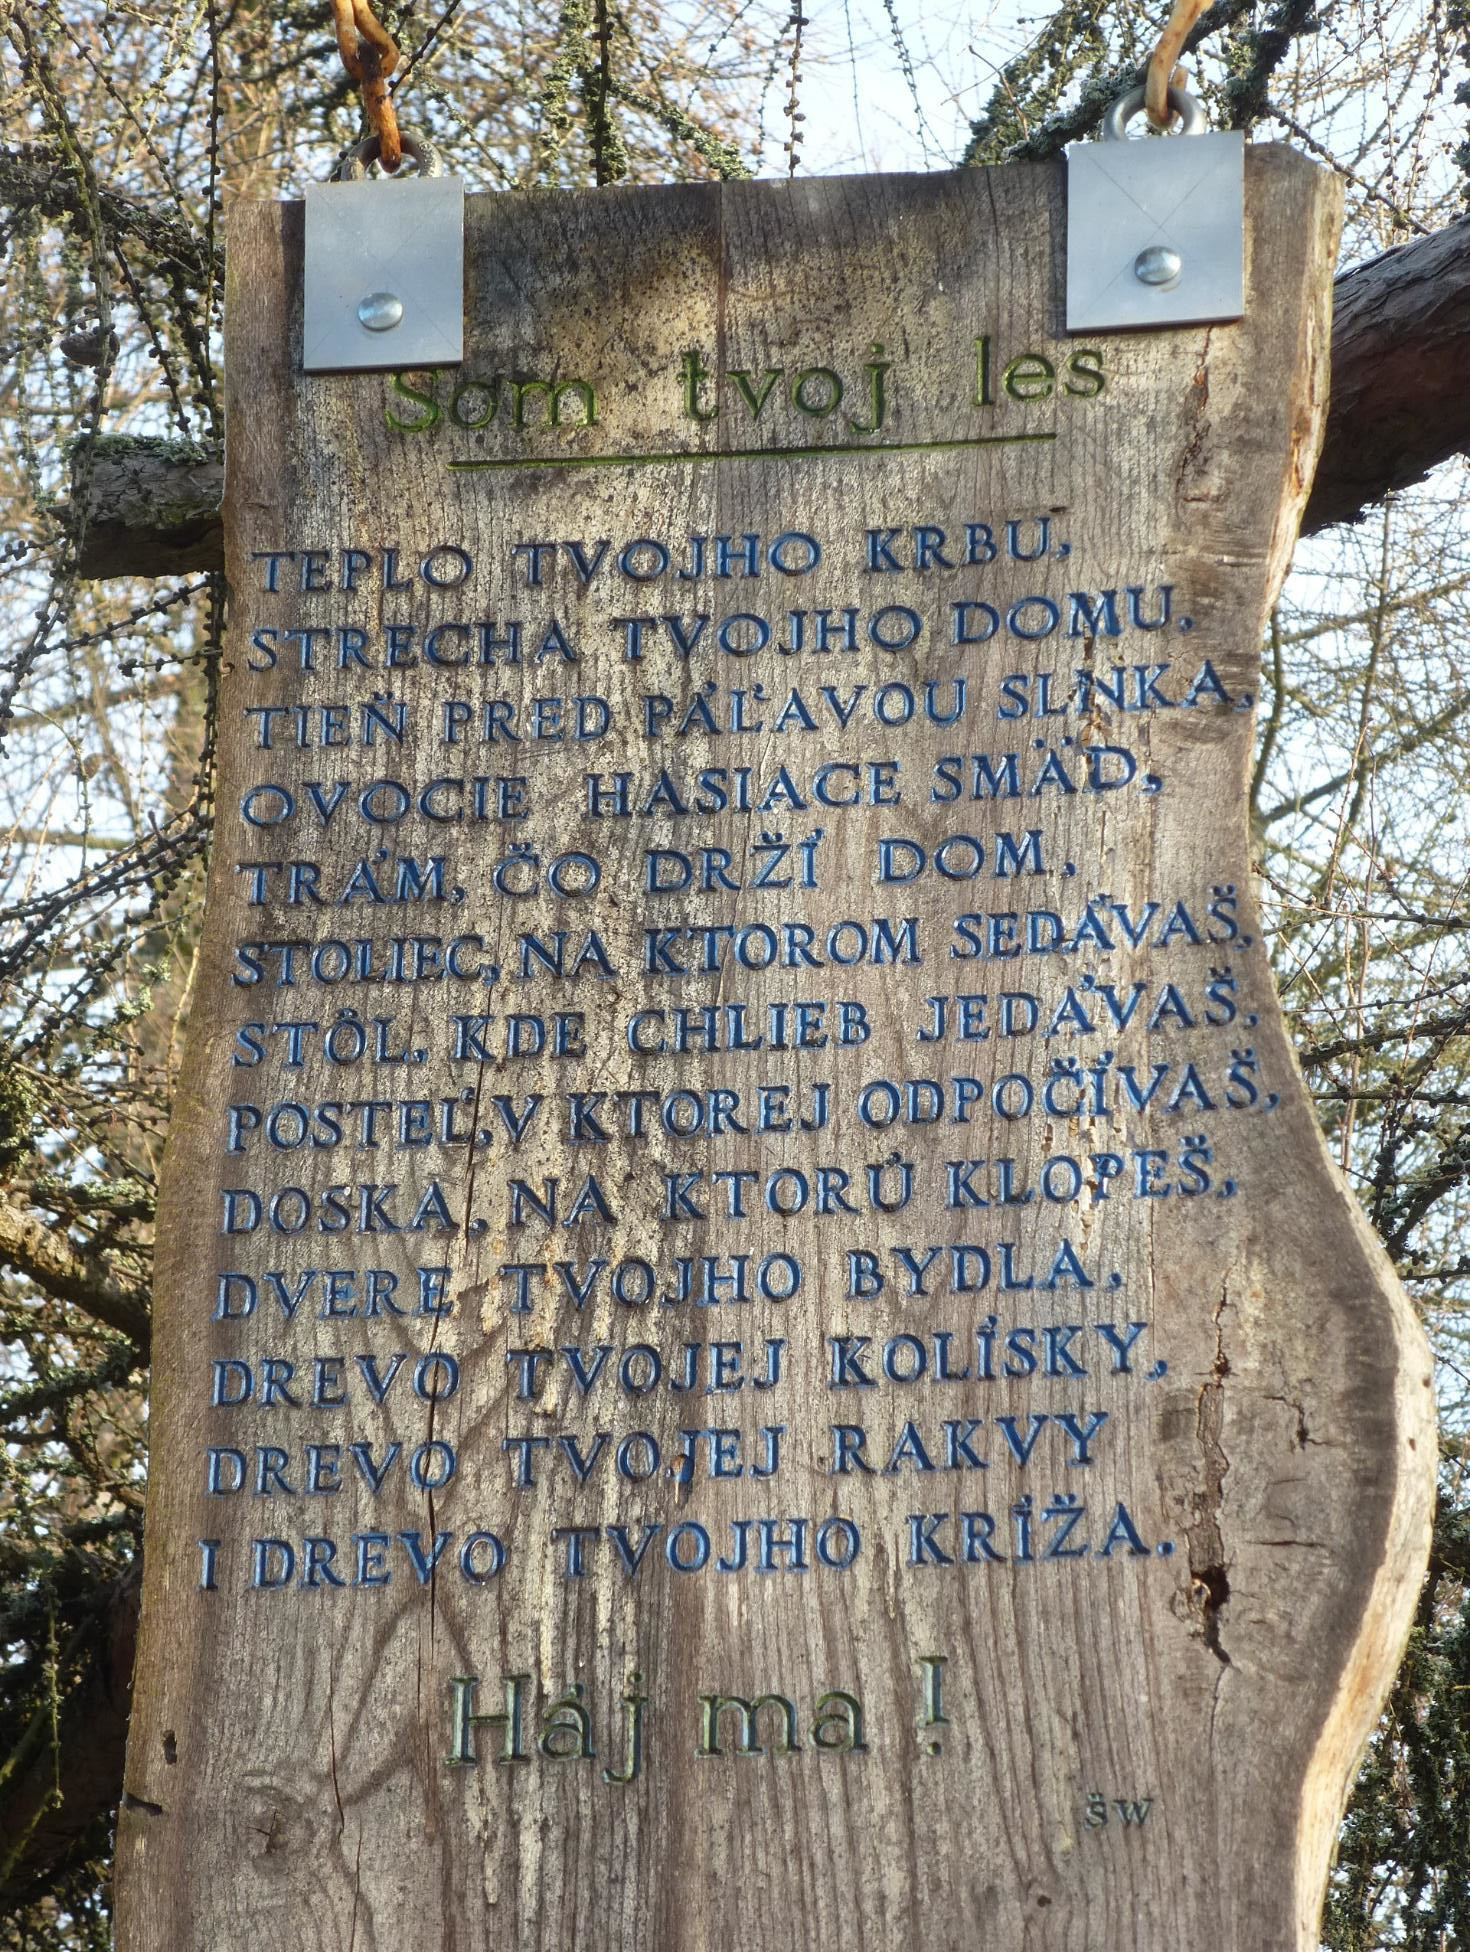 Som tvoj les
TEPLO TVOJHO KRBU,
STRECHA TVOJHO DOMU,
TIEŇ PRED PÁĽAVOU SLNKA,
OVOCIE HASIACE SMÄD,
TRÁM, ČO DRŽÍ DOM,
STOLIEC, NA KTOROM SEDÁVAŠ,
STÔL, KDE CHLIEB JEDÁVAŠ,
POSTEĽ, V KTOREJ ODPOČÍVAŠ,
DOSKA, NA KTORÚ KLOPEŠ,
DVERE TVOJHO BYDLA,
DREVO TVOJEJ KOLÍSKY,
DREVO TVOJEJ RAKVY
I DREVO TVOJHO KRÍŽA.
Háj ma!
šw